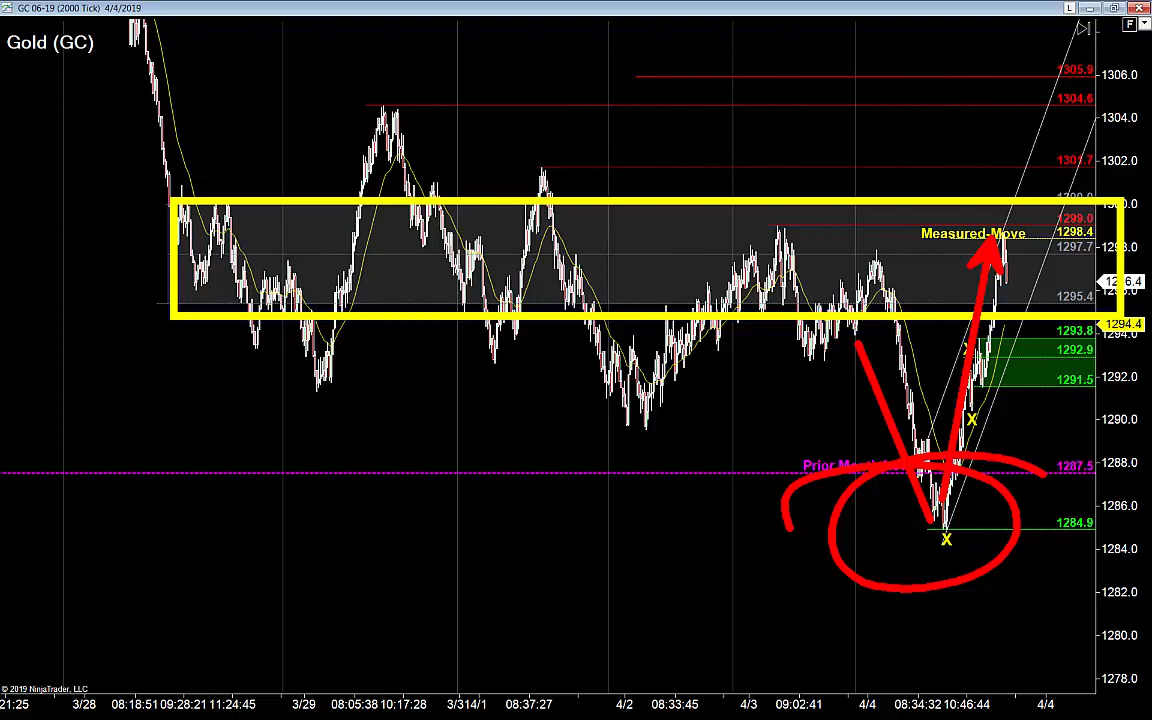 GC 06-19 (2000 Tick) 4/4/2019
L
F
Gold (GC)
1305.9
1306.0
1304.6
1304.0
1302.0
1299.0
Measured-Move
1298.4
1297.7
1295.4
1294.4
1293.8
1292.9
1292.0
1291.5
1290.0
X
1287.5
1288.0
1286.0
1284.9
X
1284.0
1282.0
1280.0
1278.0
© 2019 NinjaTrader, LLC
21:25 3/28 08:18:51 09:28:21 11:24:45 3/29 08:05:38 10:17:28 3/31 4/1 08:37:27 4/2 08:33:45 4/3 09:02:41 4/4 08:34:32 10:46:44 4/4